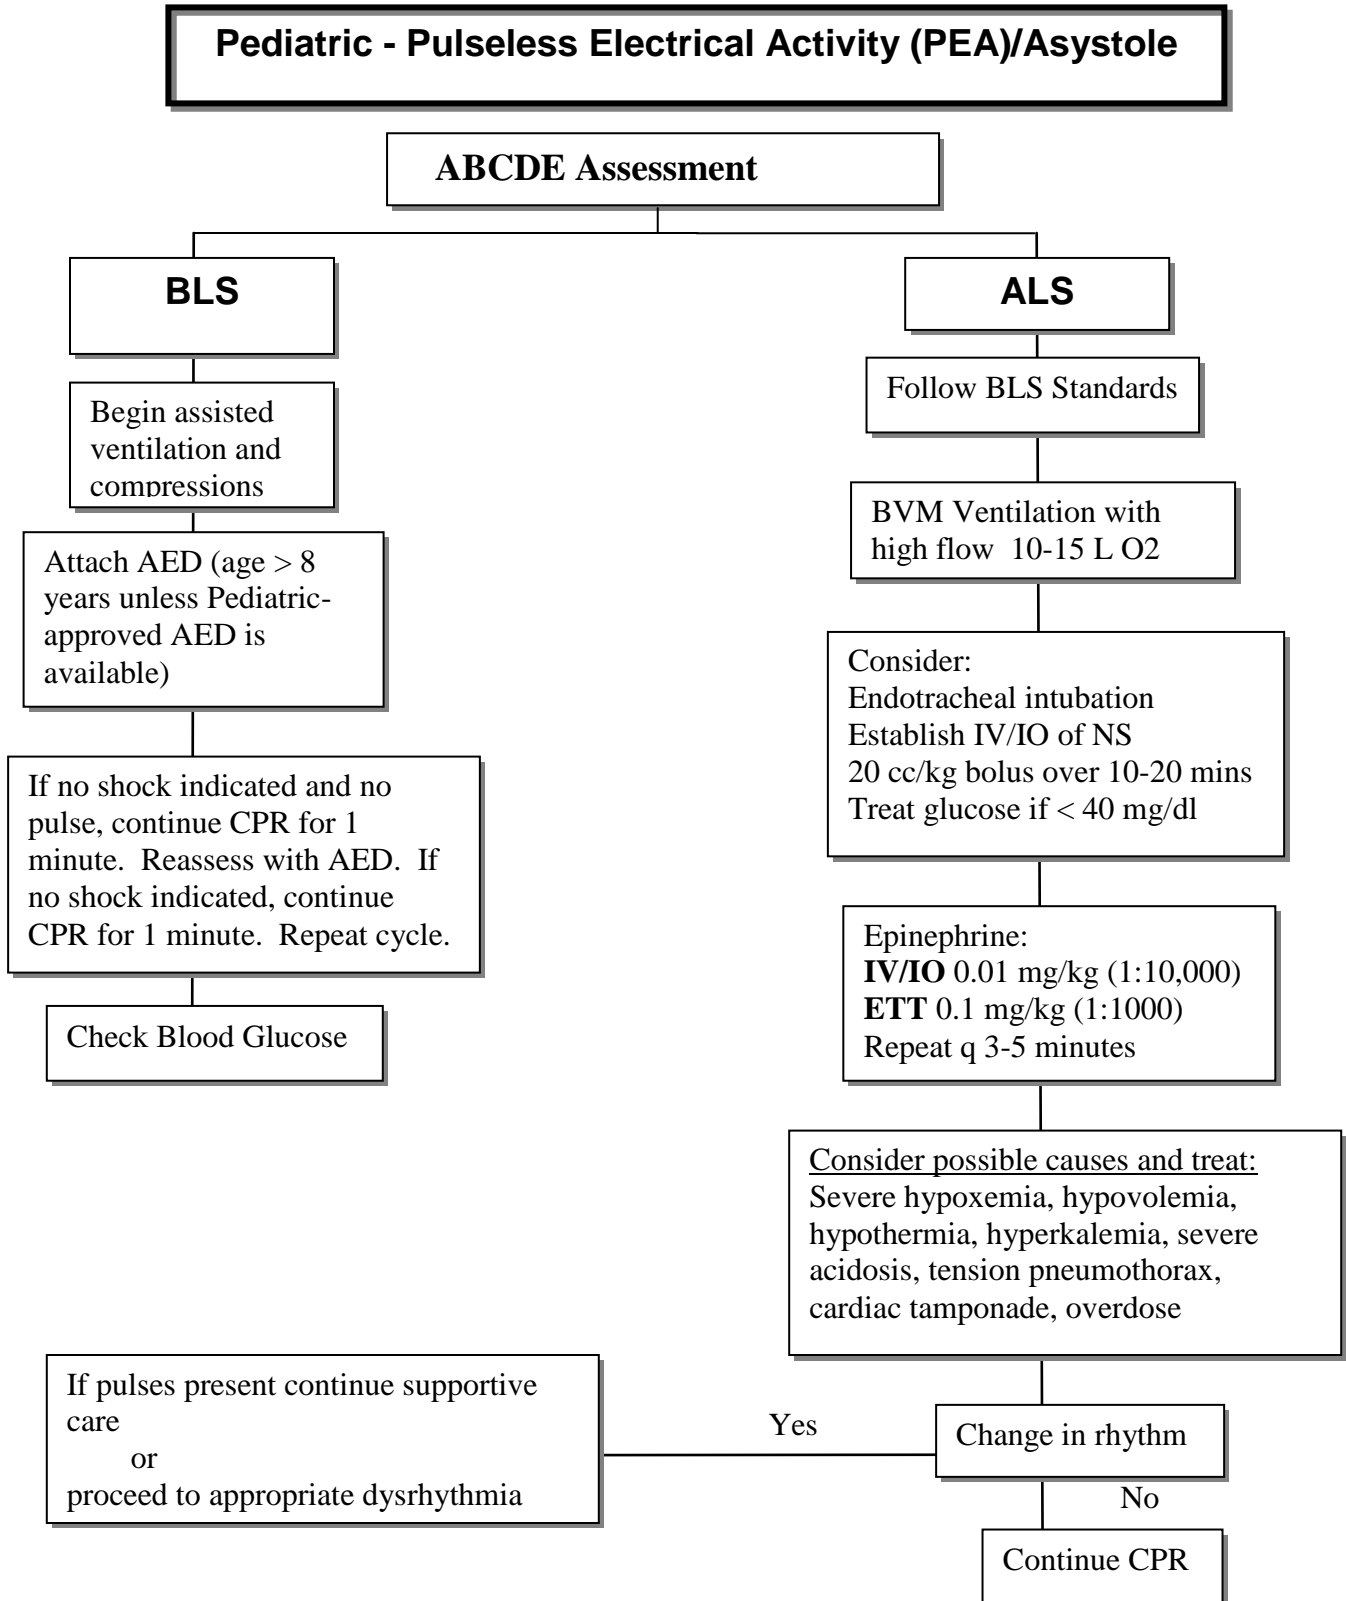 Pediatric - Pulseless Electrical Activity (PEA)/Asystole
ABCDE Assessment
BLS
Begin assisted
ventilation and
compressions
Attach AED (age > 8
years unless Pediatric-
approved AED is
available)
If no shock indicated and no
pulse, continue CPR for 1
minute.  Reassess with AED.  If
no shock indicated, continue
CPR for 1 minute.  Repeat cycle.
Check Blood Glucose
ALS
Follow BLS Standards
BVM Ventilation with
high flow  10-15 L O2
Consider:
Endotracheal intubation
Establish IV/IO of NS
20 cc/kg bolus over 10-20 mins
Treat glucose if < 40 mg/dl
Epinephrine:
IV/IO 0.01 mg/kg (1:10,000)
ETT 0.1 mg/kg (1:1000)
Repeat q 3-5 minutes
Consider possible causes and treat:
Severe hypoxemia, hypovolemia,
hypothermia, hyperkalemia, severe
acidosis, tension pneumothorax,
cardiac tamponade, overdose
Change in rhythm
Yes
If pulses present continue supportive
care
or
proceed to appropriate dysrhythmia
No
Continue CPR